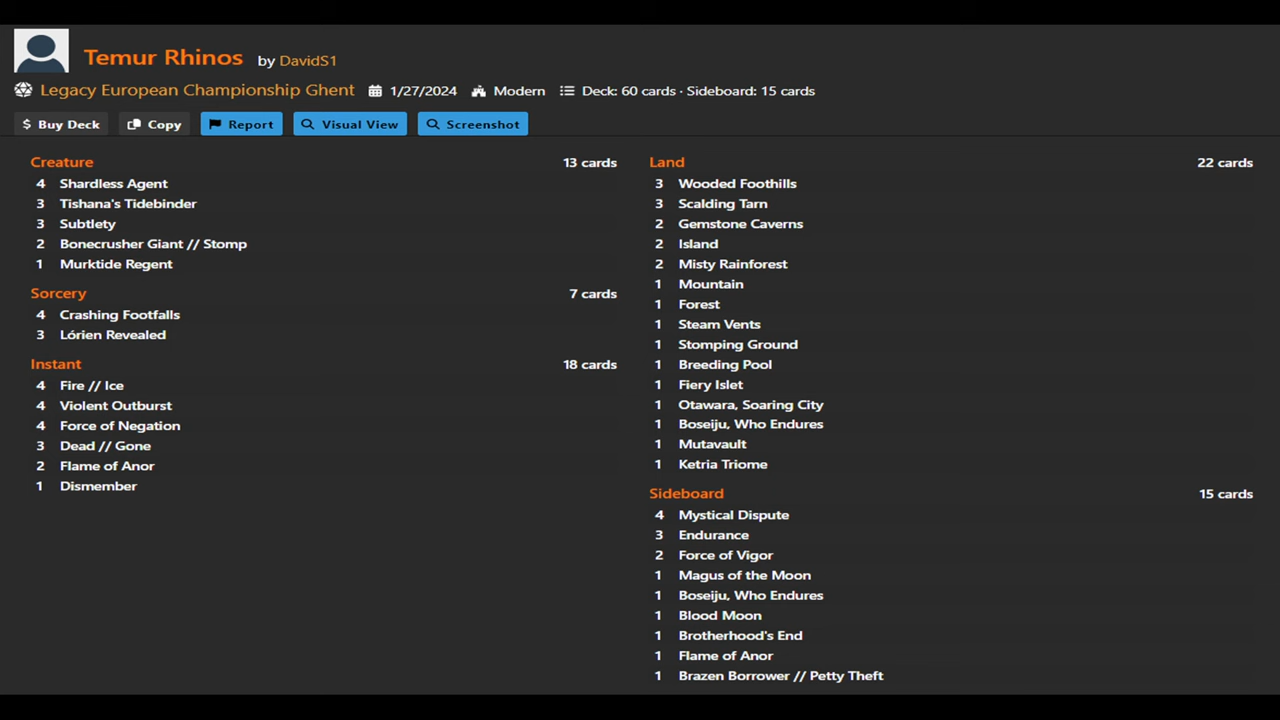 Temur Rhinos by DavidS1
Legacy European Championship Ghent 1/27/2024 Modern Deck: 60 cards · Sideboard: 15 cards
$ Buy Deck Copy Report Visual View Screenshot
Creature 13 cards
4 Shardless Agent
3 Tishana's Tidebinder
3 Subtlety
2 Bonecrusher Giant // Stomp
1 Murktide Regent
Sorcery 7 cards
4 Crashing Footfalls
3 Lórien Revealed
Instant 18 cards
4 Fire // Ice
4 Violent Outburst
4 Force of Negation
3 Dead // Gone
2 Flame of Anor
1 Dismember
Land 22 cards
3 Wooded Foothills
3 Scalding Tarn
2 Gemstone Caverns
2 Island
2 Misty Rainforest
1 Mountain
1 Forest
1 Steam Vents
1 Stomping Ground
1 Breeding Pool
1 Fiery Islet
1 Otawara, Soaring City
1 Boseiju, Who Endures
1 Mutavault
1 Ketria Triome
Sideboard 15 cards
4 Mystical Dispute
3 Endurance
2 Force of Vigor
1 Magus of the Moon
1 Boseiju, Who Endures
1 Blood Moon
1 Brotherhood's End
1 Flame of Anor
1 Brazen Borrower // Petty Theft